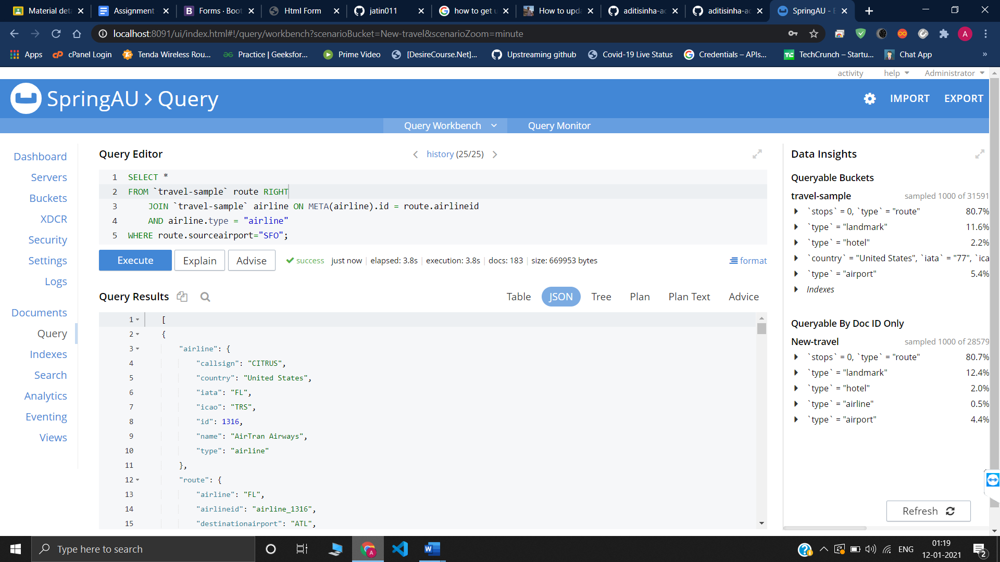 Material deta
Assignment
Forms · Boot
Html Form
jatin011
how to get u
How to upda
aditisinha-ac
aditisinha-ac
SpringAU - E
localhost:8091/ui/index.html#!/query/workbench?scenarioBucket=New-travel&scenarioZoom=minute
A
Apps
cPanel Login
Tenda Wireless Rou...
Practice | Geeksfor...
Prime Video
[DesireCourse.Net]...
Upstreaming github
Covid-19 Live Status
Credentials – APIs...
TechCrunch – Startu...
Chat App
»
activity
help
Administrator
SpringAU > Query
IMPORT
EXPORT
Query Workbench
Query Monitor
Dashboard
Servers
Buckets
XDCR
Security
Settings
Logs
Documents
Query
Indexes
Search
Analytics
Eventing
Views
Query Editor
history (25/25)
1 SELECT *
2 FROM `travel-sample` route RIGHT
3 JOIN `travel-sample` airline ON META(airline).id = route.airlineid
4 AND airline.type = "airline"
5 WHERE route.sourceairport="SFO";
Execute
Explain
Advise
success just now | elapsed: 3.8s | execution: 3.8s | docs: 183 | size: 669953 bytes
format
Query Results
Table
JSON
Tree
Plan
Plan Text
Advice
1 [
2 {
3 "airline": {
4 "callsign": "CITRUS",
5 "country": "United States",
6 "iata": "FL",
7 "icao": "TRS",
8 "id": 1316,
9 "name": "AirTran Airways",
10 "type": "airline"
11 },
12 "route": {
13 "airline": "FL",
14 "airlineid": "airline_1316",
15 "destinationairport": "ATL",
Data Insights
Queryable Buckets
travel-sample sampled 1000 of 31591
`stops` = 0, `type` = "route" 80.7%
`type` = "landmark" 11.6%
`type` = "hotel" 2.2%
`country` = "United States", `iata` = "77", `ica
`type` = "airport" 5.4%
Indexes
Queryable By Doc ID Only
New-travel sampled 1000 of 28579
`stops` = 0, `type` = "route" 80.7%
`type` = "landmark" 12.4%
`type` = "hotel" 2.0%
`type` = "airline" 0.5%
`type` = "airport" 4.4%
Refresh
Type here to search
ENG
01:19
12-01-2021
2